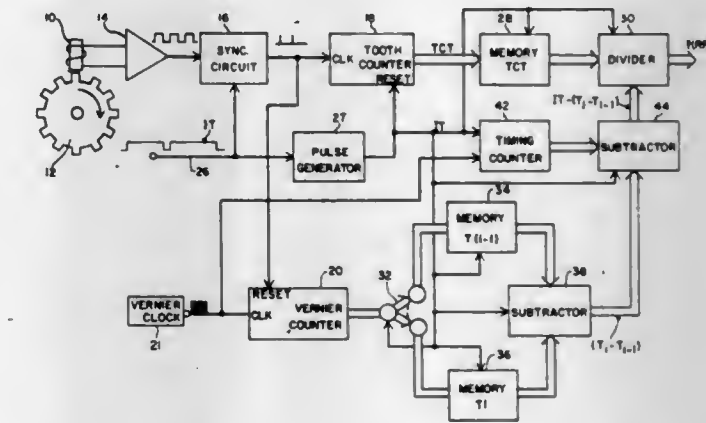 10
14
16
18
28
30
SYNC.
CIRCUIT
CLK
TOOTH
COUNTER
RESET
TCT
MEMORY
TCT
DIVIDER
12
IT
26
27
PULSE
GENERATOR
IT
42
TIMING
COUNTER
IT-(Ti-Ti-1)
44
SUBTRACTOR
34
MEMORY
T(i-1)
20
RESET
CLK
VERNIER
COUNTER
VERNIER
CLOCK
21
32
38
SUBTRACTOR
(Ti-Ti-1)
36
MEMORY
Ti